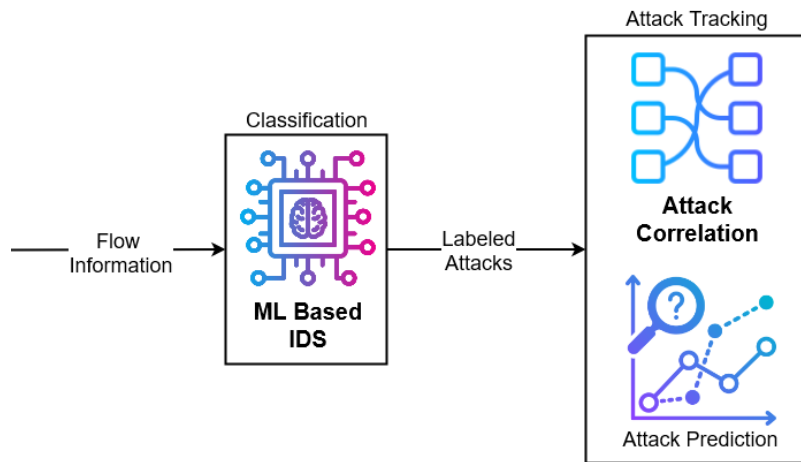 Attack Tracking
Classification
Flow
Information
ML Based
IDS
Labeled
Attacks
Attack
Correlation
?
Attack Prediction